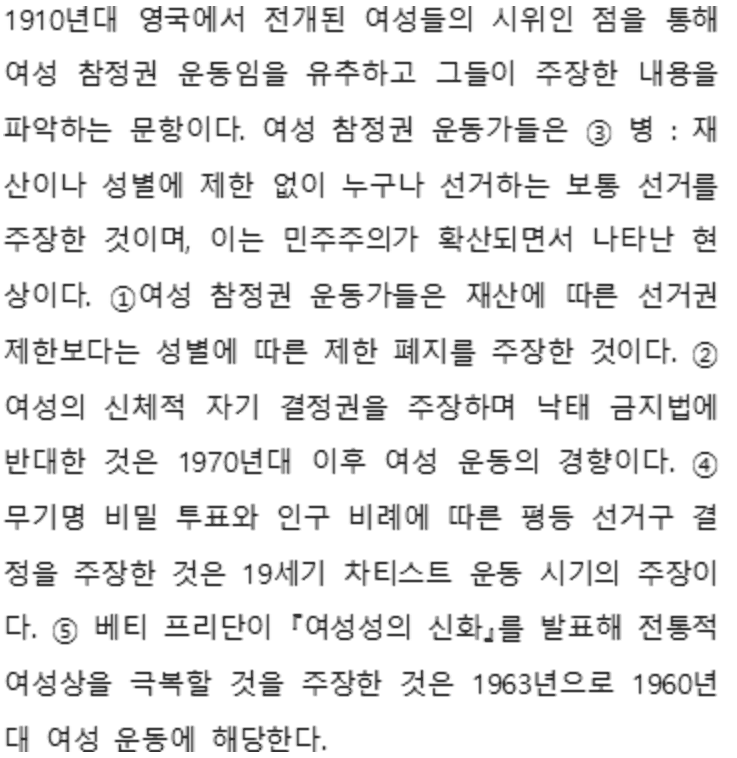 1910년대 영국에서 전개된 여성들의 시위인 점을 통해
여성 참정권 운동임을 유추하고 그들이 주장한 내용을
파악하는 문항이다. 여성 참정권 운동가들은 ③ 병 : 재
산이나 성별에 제한 없이 누구나 선거하는 보통 선거를
주장한 것이며, 이는 민주주의가 확산되면서 나타난 현
상이다. ①여성 참정권 운동가들은 재산에 따른 선거권
제한보다는 성별에 따른 제한 폐지를 주장한 것이다. ②
여성의 신체적 자기 결정권을 주장하며 낙태 금지법에
반대한 것은 1970년대 이후 여성 운동의 경향이다. ④
무기명 비밀 투표와 인구 비례에 따른 평등 선거구 결
정을 주장한 것은 19세기 차티스트 운동 시기의 주장이
다. ⑤ 베티 프리단이 『여성성의 신화』를 발표해 전통적
여성상을 극복할 것을 주장한 것은 1963년으로 1960년
대 여성 운동에 해당한다.